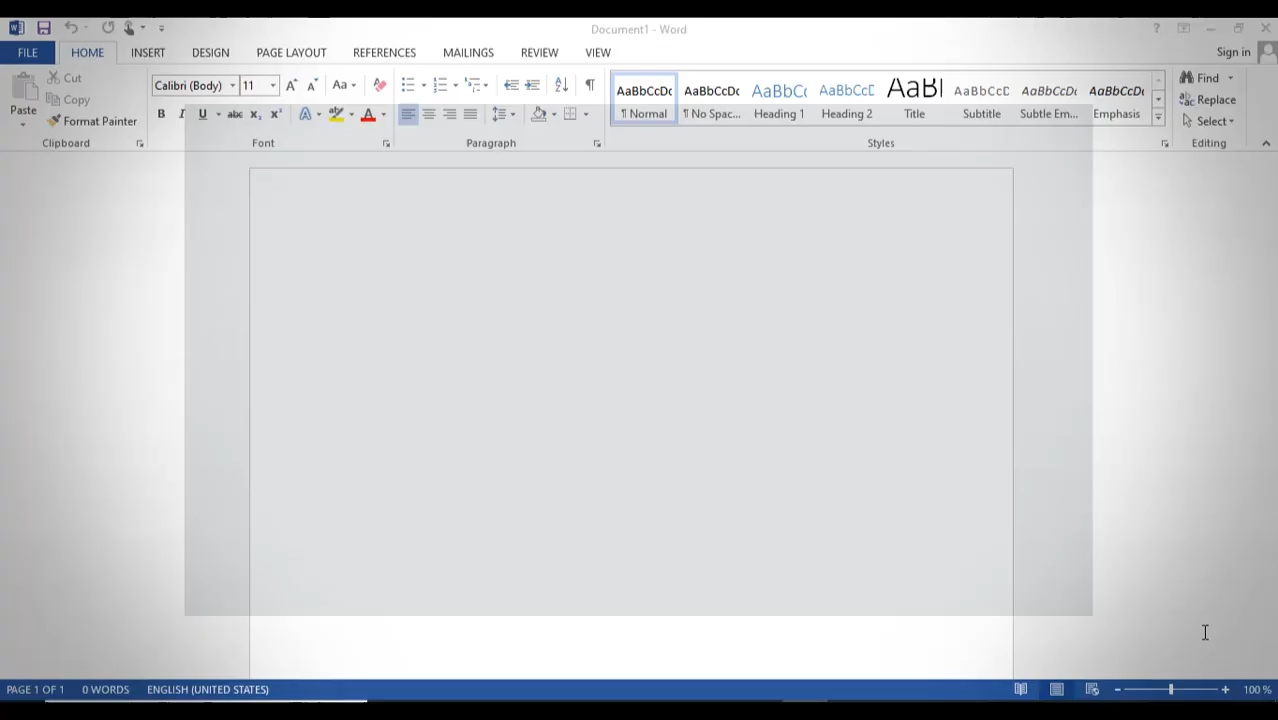 Document1 - Word
Sign in
FILE HOME INSERT DESIGN PAGE LAYOUT REFERENCES MAILINGS REVIEW VIEW
Paste
Cut
Copy
Format Painter
Clipboard
Calibri (Body) 11 Aa
B I U abc X₂ X² A A
Font
Paragraph
AaBbCcDc AaBbCcDc AaBbCc AaBbCcD AaBl AaBbCcD AaBbCcDc AaBbCcDc
¶ Normal ¶ No Spac... Heading 1 Heading 2 Title Subtitle Subtle Em... Emphasis
Styles
Find
Replace
Select
Editing
PAGE 1 OF 1 0 WORDS ENGLISH (UNITED STATES) 100 %